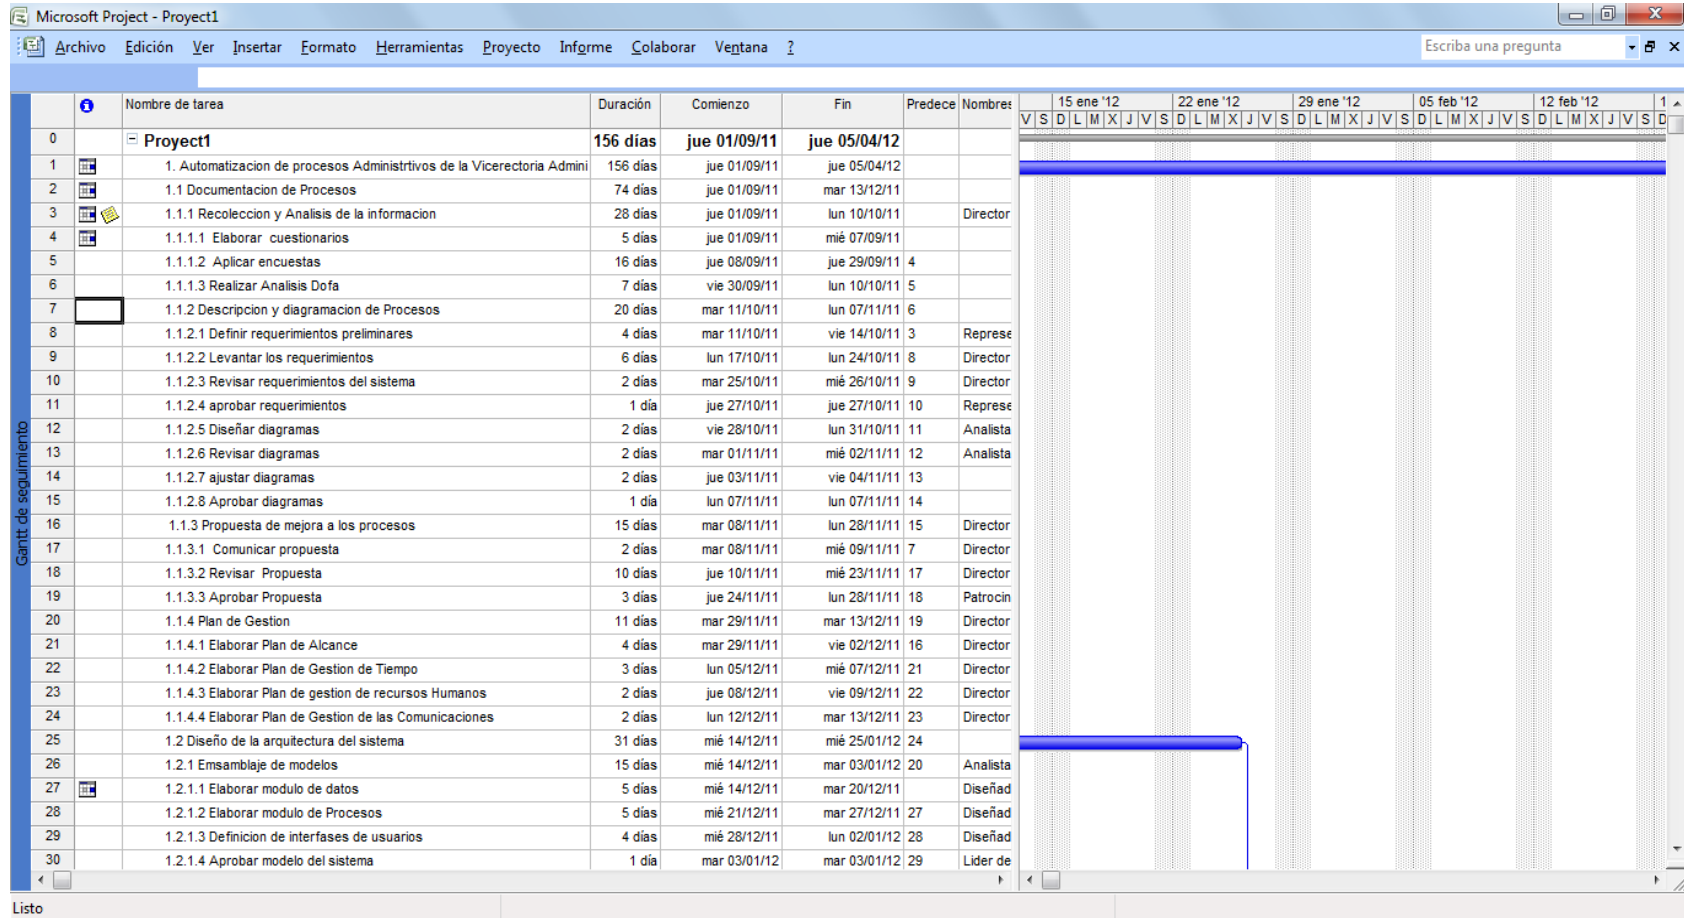 Microsoft Project - Proyect1
Archivo Edición Ver Insertar Formato Herramientas Proyecto Informe Colaborar Ventana ? Escriba una pregunta
Nombre de tarea Duración Comienzo Fin Predece Nombres 15 ene '12 22 ene '12 29 ene '12 05 feb '12 12 feb '12 1
V S D L M X J V S D L M X J V S D L M X J V S D L M X J V S D L M X J V S D
0 Proyect1 156 días jue 01/09/11 jue 05/04/12
1 1. Automatizacion de procesos Administrtivos de la Vicerectoria Admini 156 días jue 01/09/11 jue 05/04/12
2 1.1 Documentacion de Procesos 74 días jue 01/09/11 mar 13/12/11
3 1.1.1 Recoleccion y Analisis de la informacion 28 días jue 01/09/11 lun 10/10/11 Director
4 1.1.1.1 Elaborar cuestionarios 5 días jue 01/09/11 mié 07/09/11
5 1.1.1.2 Aplicar encuestas 16 días jue 08/09/11 jue 29/09/11 4
6 1.1.1.3 Realizar Analisis Dofa 7 días vie 30/09/11 lun 10/10/11 5
7 1.1.2 Descripcion y diagramacion de Procesos 20 días mar 11/10/11 lun 07/11/11 6
8 1.1.2.1 Definir requerimientos preliminares 4 días mar 11/10/11 vie 14/10/11 3 Represe
9 1.1.2.2 Levantar los requerimientos 6 días lun 17/10/11 lun 24/10/11 8 Director
10 1.1.2.3 Revisar requerimientos del sistema 2 días mar 25/10/11 mié 26/10/11 9 Director
11 1.1.2.4 aprobar requerimientos 1 día jue 27/10/11 jue 27/10/11 10 Represe
12 1.1.2.5 Diseñar diagramas 2 días vie 28/10/11 lun 31/10/11 11 Analista
13 1.1.2.6 Revisar diagramas 2 días mar 01/11/11 mié 02/11/11 12 Analista
14 1.1.2.7 ajustar diagramas 2 días jue 03/11/11 vie 04/11/11 13
15 1.1.2.8 Aprobar diagramas 1 día lun 07/11/11 lun 07/11/11 14
16 1.1.3 Propuesta de mejora a los procesos 15 días mar 08/11/11 lun 28/11/11 15 Director
17 1.1.3.1 Comunicar propuesta 2 días mar 08/11/11 mié 09/11/11 7 Director
18 1.1.3.2 Revisar Propuesta 10 días jue 10/11/11 mié 23/11/11 17 Director
19 1.1.3.3 Aprobar Propuesta 3 días jue 24/11/11 lun 28/11/11 18 Patrocin
20 1.1.4 Plan de Gestion 11 días mar 29/11/11 mar 13/12/11 19 Director
21 1.1.4.1 Elaborar Plan de Alcance 4 días mar 29/11/11 vie 02/12/11 16 Director
22 1.1.4.2 Elaborar Plan de Gestion de Tiempo 3 días lun 05/12/11 mié 07/12/11 21 Director
23 1.1.4.3 Elaborar Plan de gestion de recursos Humanos 2 días jue 08/12/11 vie 09/12/11 22 Director
24 1.1.4.4 Elaborar Plan de Gestion de las Comunicaciones 2 días lun 12/12/11 mar 13/12/11 23 Director
25 1.2 Diseño de la arquitectura del sistema 31 días mié 14/12/11 mié 25/01/12 24
26 1.2.1 Emsamblaje de modelos 15 días mié 14/12/11 mar 03/01/12 20 Analista
27 1.2.1.1 Elaborar modulo de datos 5 días mié 14/12/11 mar 20/12/11 Diseñad
28 1.2.1.2 Elaborar modulo de Procesos 5 días mié 21/12/11 mar 27/12/11 27 Diseñad
29 1.2.1.3 Definicion de interfases de usuarios 4 días mié 28/12/11 lun 02/01/12 28 Diseñad
30 1.2.1.4 Aprobar modelo del sistema 1 día mar 03/01/12 mar 03/01/12 29 Lider de
Gantt de seguimiento
Listo